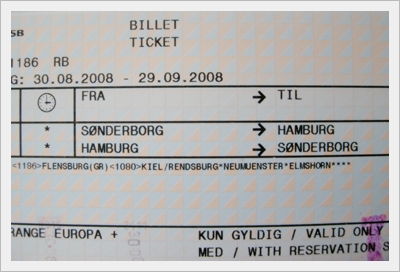 SB
BILLET
TICKET
1186 RB
G: 30.08.2008 - 29.09.2008
FRA → TIL
* SØNDERBORG → HAMBURG
* HAMBURG → SØNDERBORG
<1186>FLENSBURG(GR)<1080>KIEL/RENDSBURG*NEUMUENSTER*ELMSHORN****
RANGE EUROPA +
KUN GYLDIG / VALID ONLY
MED / WITH RESERVATION S